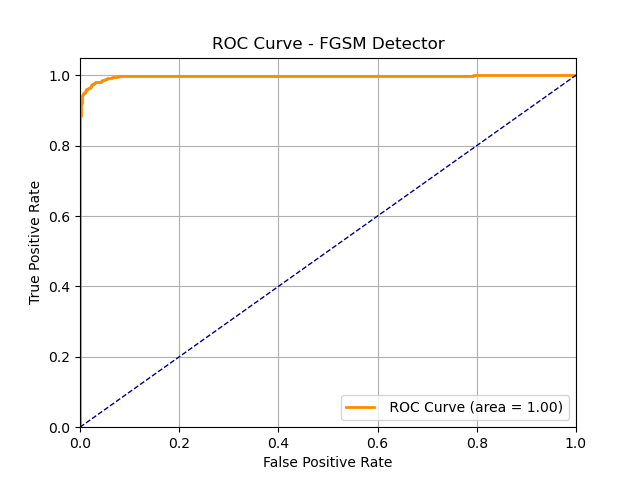 ROC Curve - FGSM Detector
True Positive Rate
1.0
0.8
0.6
0.4
0.2
0.0
ROC Curve (area = 1.00)
0.0 0.2 0.4 0.6 0.8 1.0
False Positive Rate